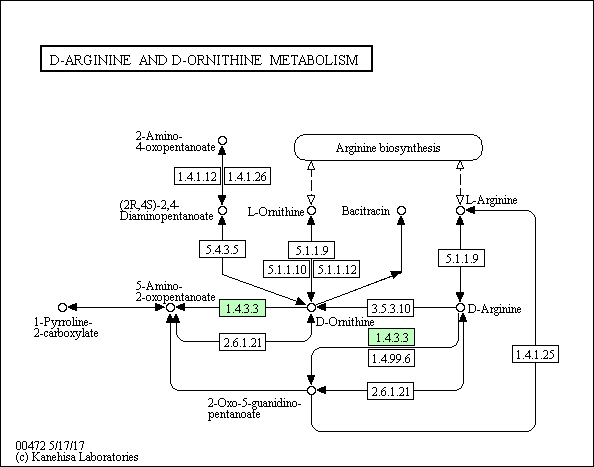 D-ARGININE AND D-ORNITHINE METABOLISM
2-Amino-
4-oxopentanoate
Arginine biosynthesis
1.4.1.12
1.4.1.26
(2R,4S)-2,4-
Diaminopentanoate
L-Ornithine
Bacitracin
L-Arginine
5.4.3.5
5.1.1.9
5.1.1.10
5.1.1.12
5.1.1.9
5-Amino-
2-oxopentanoate
1.4.3.3
3.5.3.10
D-Ornithine
D-Arginine
1-Pyrroline-
2-carboxylate
2.6.1.21
1.4.3.3
1.4.99.6
1.4.1.25
2.6.1.21
2-Oxo-5-guanidino-
pentanoate
00472 5/17/17
(c) Kanehisa Laboratories